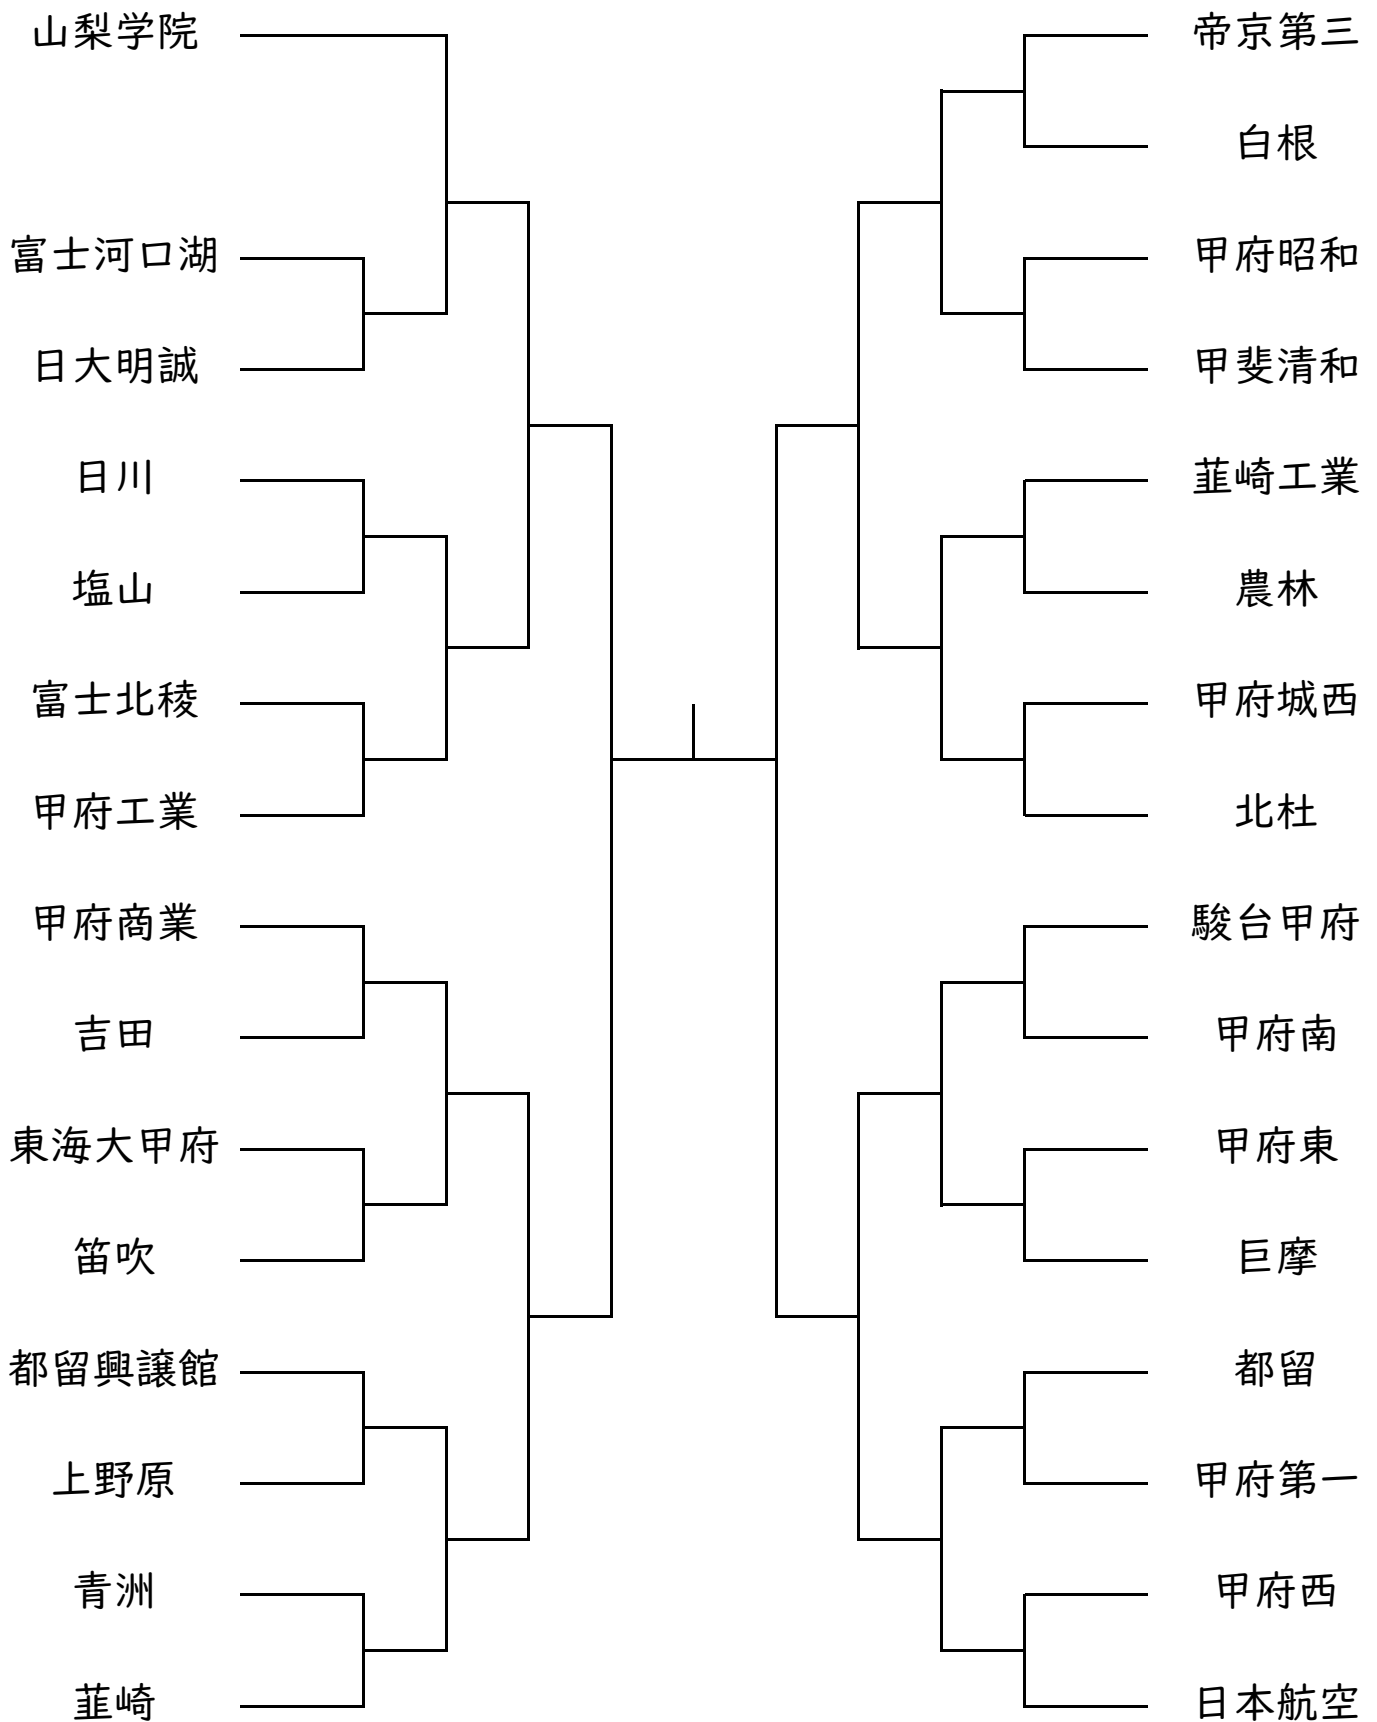 山梨学院
富士河口湖
日大明誠
日川
塩山
富士北稜
甲府工業
甲府商業
吉田
東海大甲府
笛吹
都留興譲館
上野原
青洲
韮崎
帝京第三
白根
甲府昭和
甲斐清和
韮崎工業
農林
甲府城西
北杜
駿台甲府
甲府南
甲府東
巨摩
都留
甲府第一
甲府西
日本航空